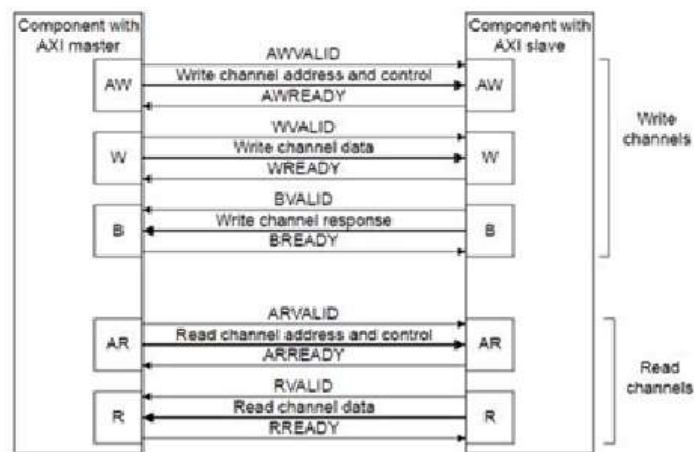 Component with
AXI master
Component with
AXI slave
AWVALID
AW
Write channel address and control
AW
AWREADY
WVALID
W
Write channel data
W
WREADY
Write
channels
BVALID
B
Write channel response
B
BREADY
ARVALID
AR
Read channel address and control
AR
ARREADY
RVALID
R
Read channel data
R
RREADY
Read
channels